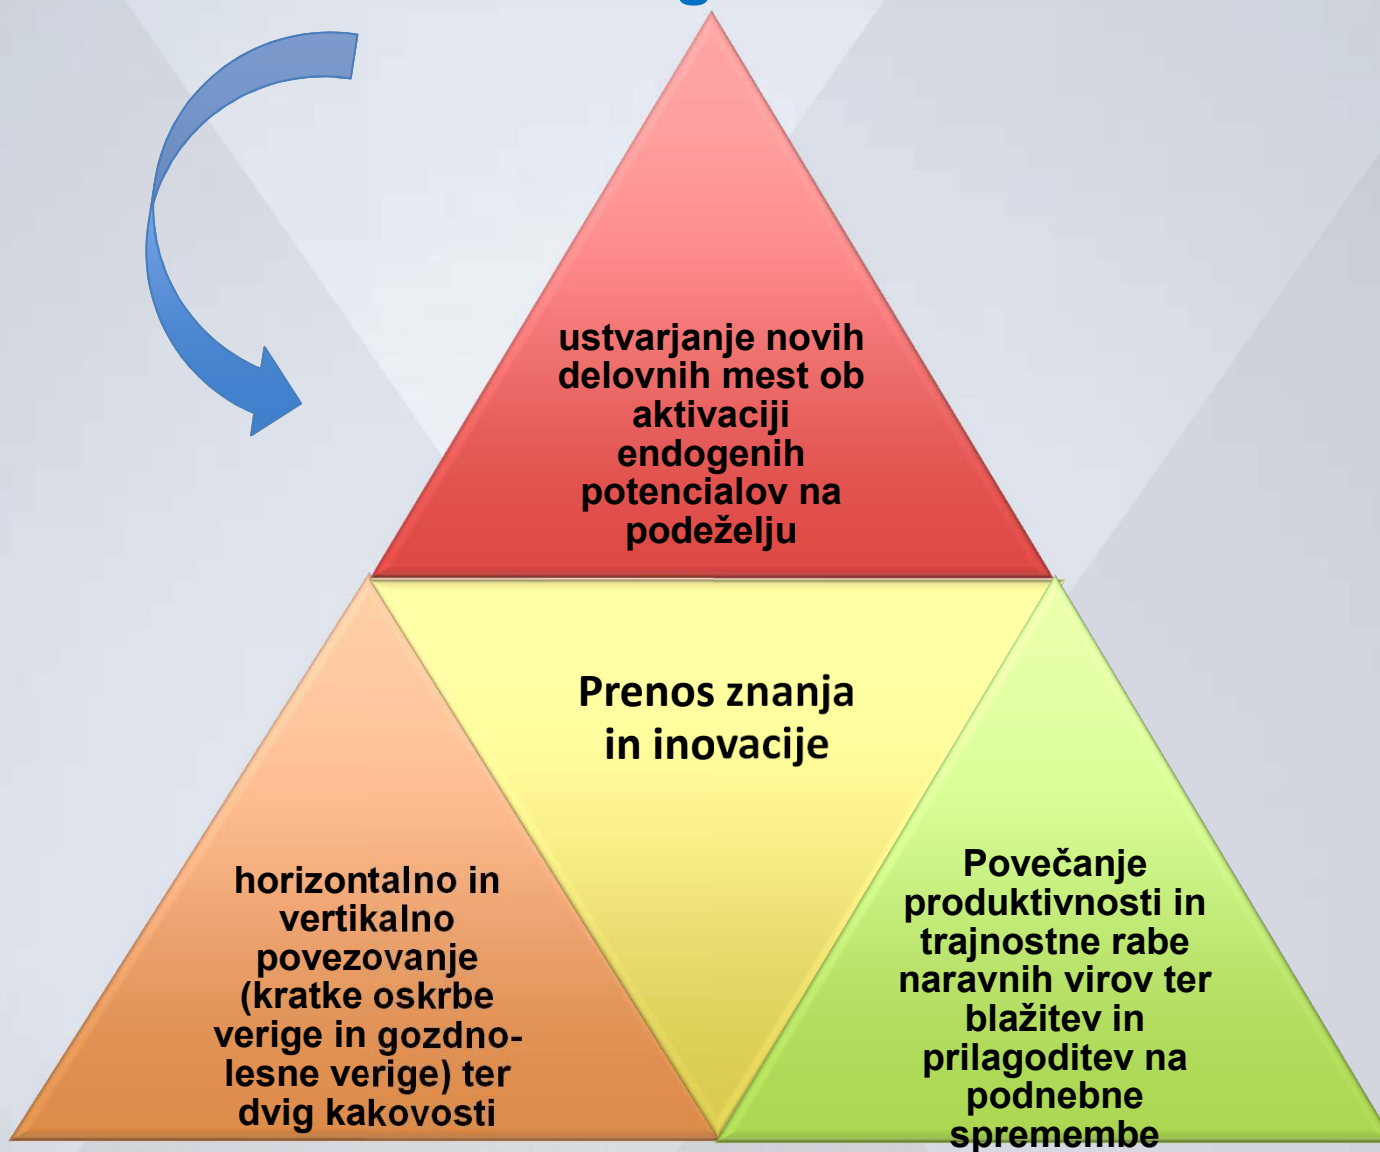 ustvarjanje novih
delovnih mest ob
aktivaciji
endogenih
potencialov na
podeželju
Prenos znanja
in inovacije
horizontalno in
vertikalno
povezovanje
(kratke oskrbe
verige in gozdno-
lesne verige) ter
dvig kakovosti
Povečanje
produktivnosti in
trajnostne rabe
naravnih virov ter
blažitev in
prilagoditev na
podnebne
spremembe